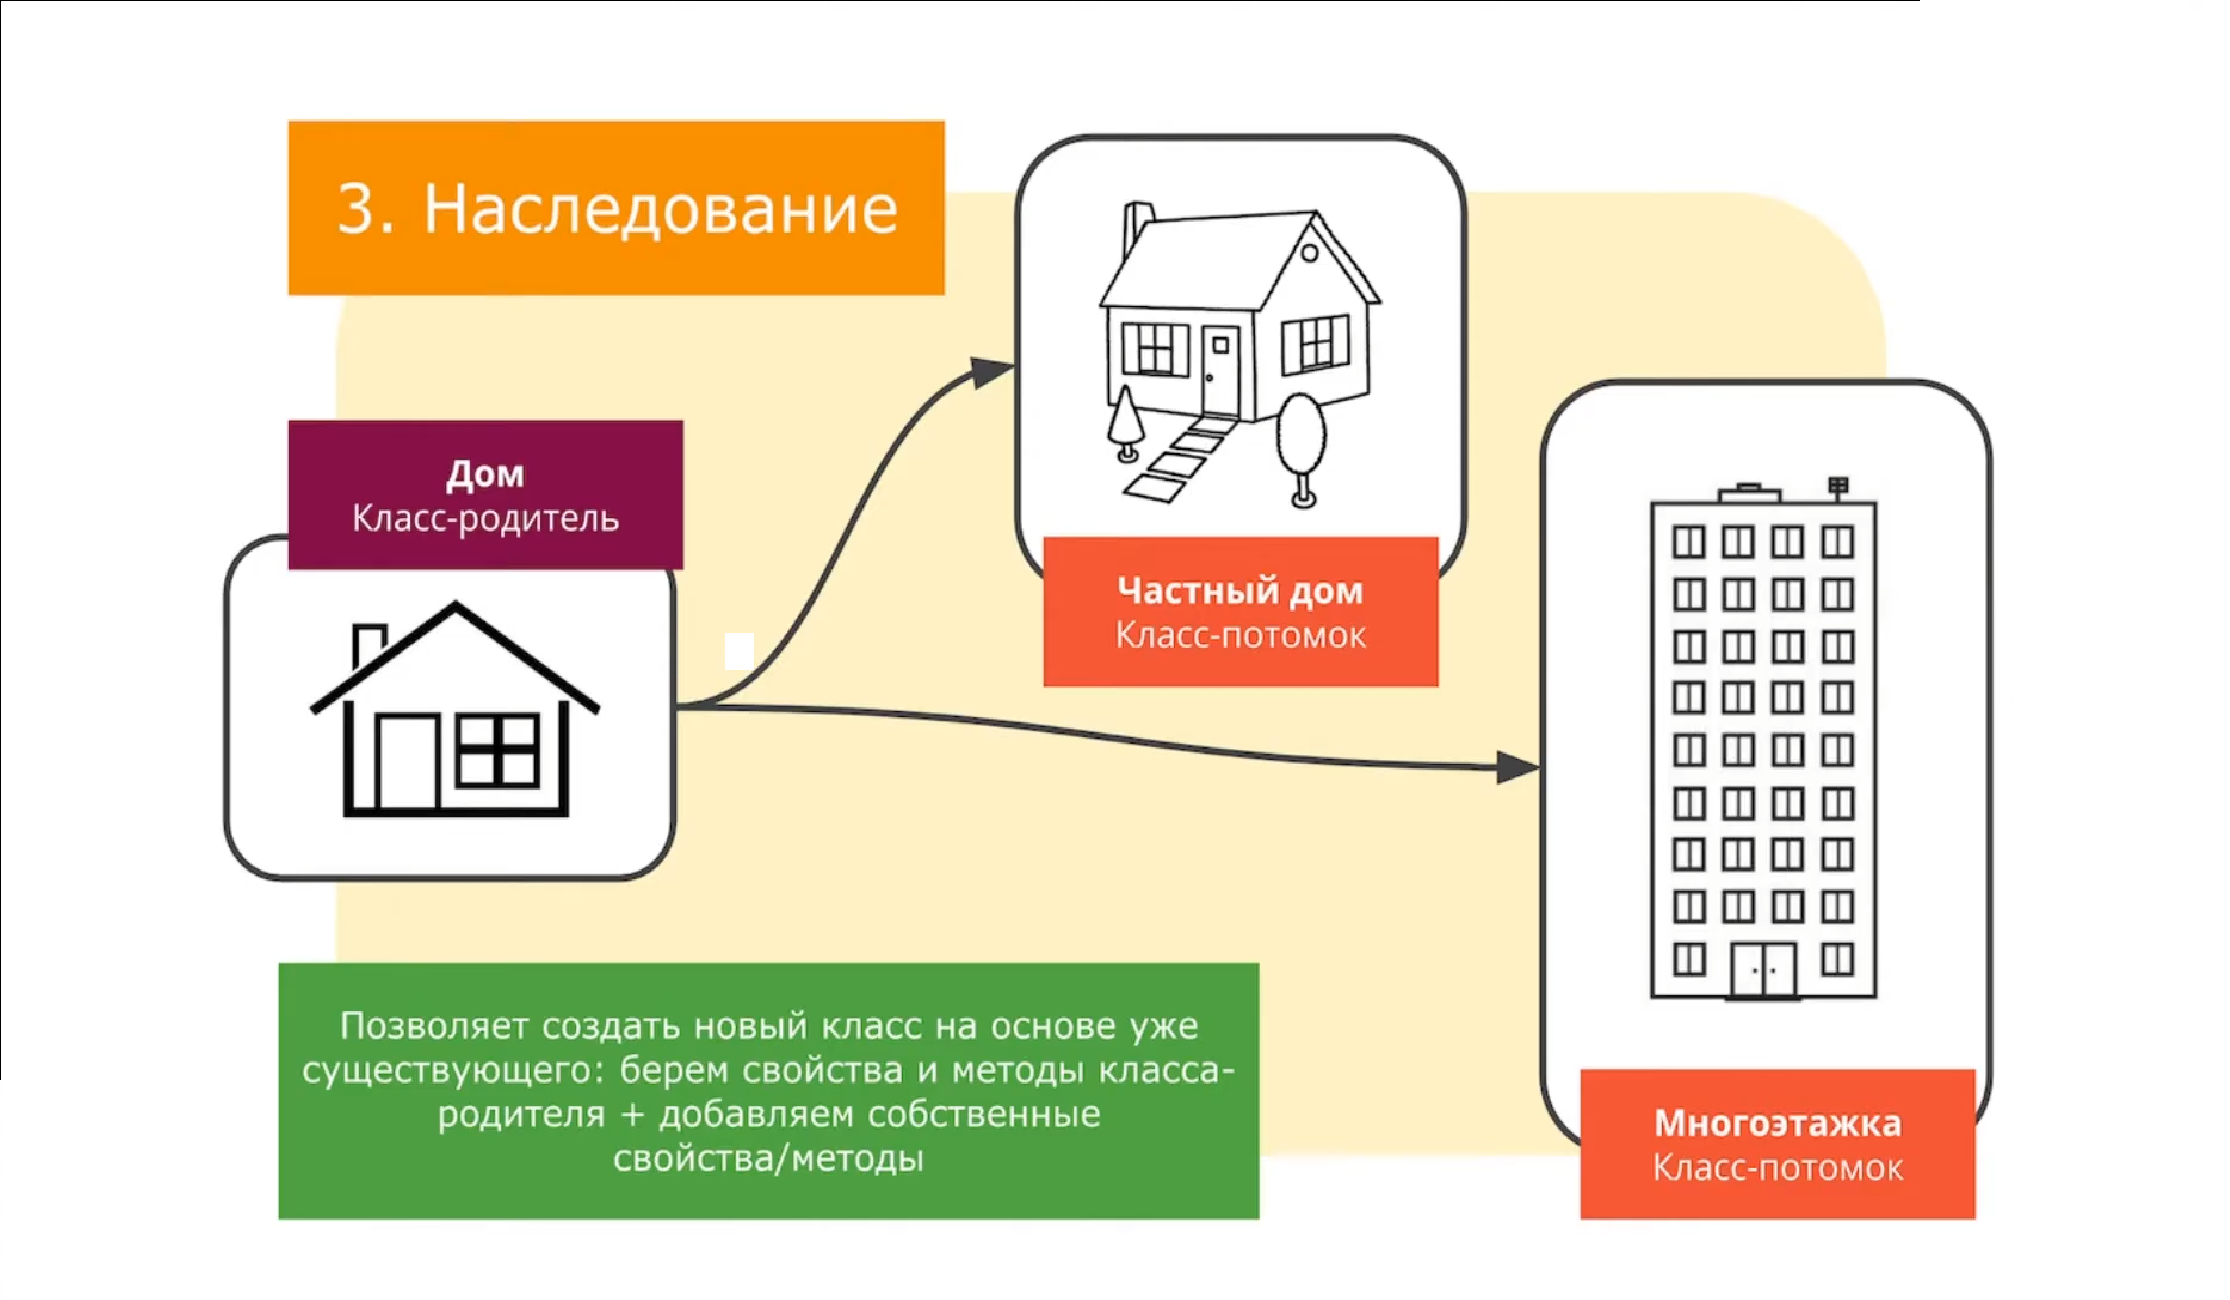 3. Наследование
Дом
Класс-родитель
Частный дом
Класс-потомок
Позволяет создать новый класс на основе уже
существующего: берем свойства и методы класса-
родителя + добавляем собственные
свойства/методы
Многоэтажка
Класс-потомок